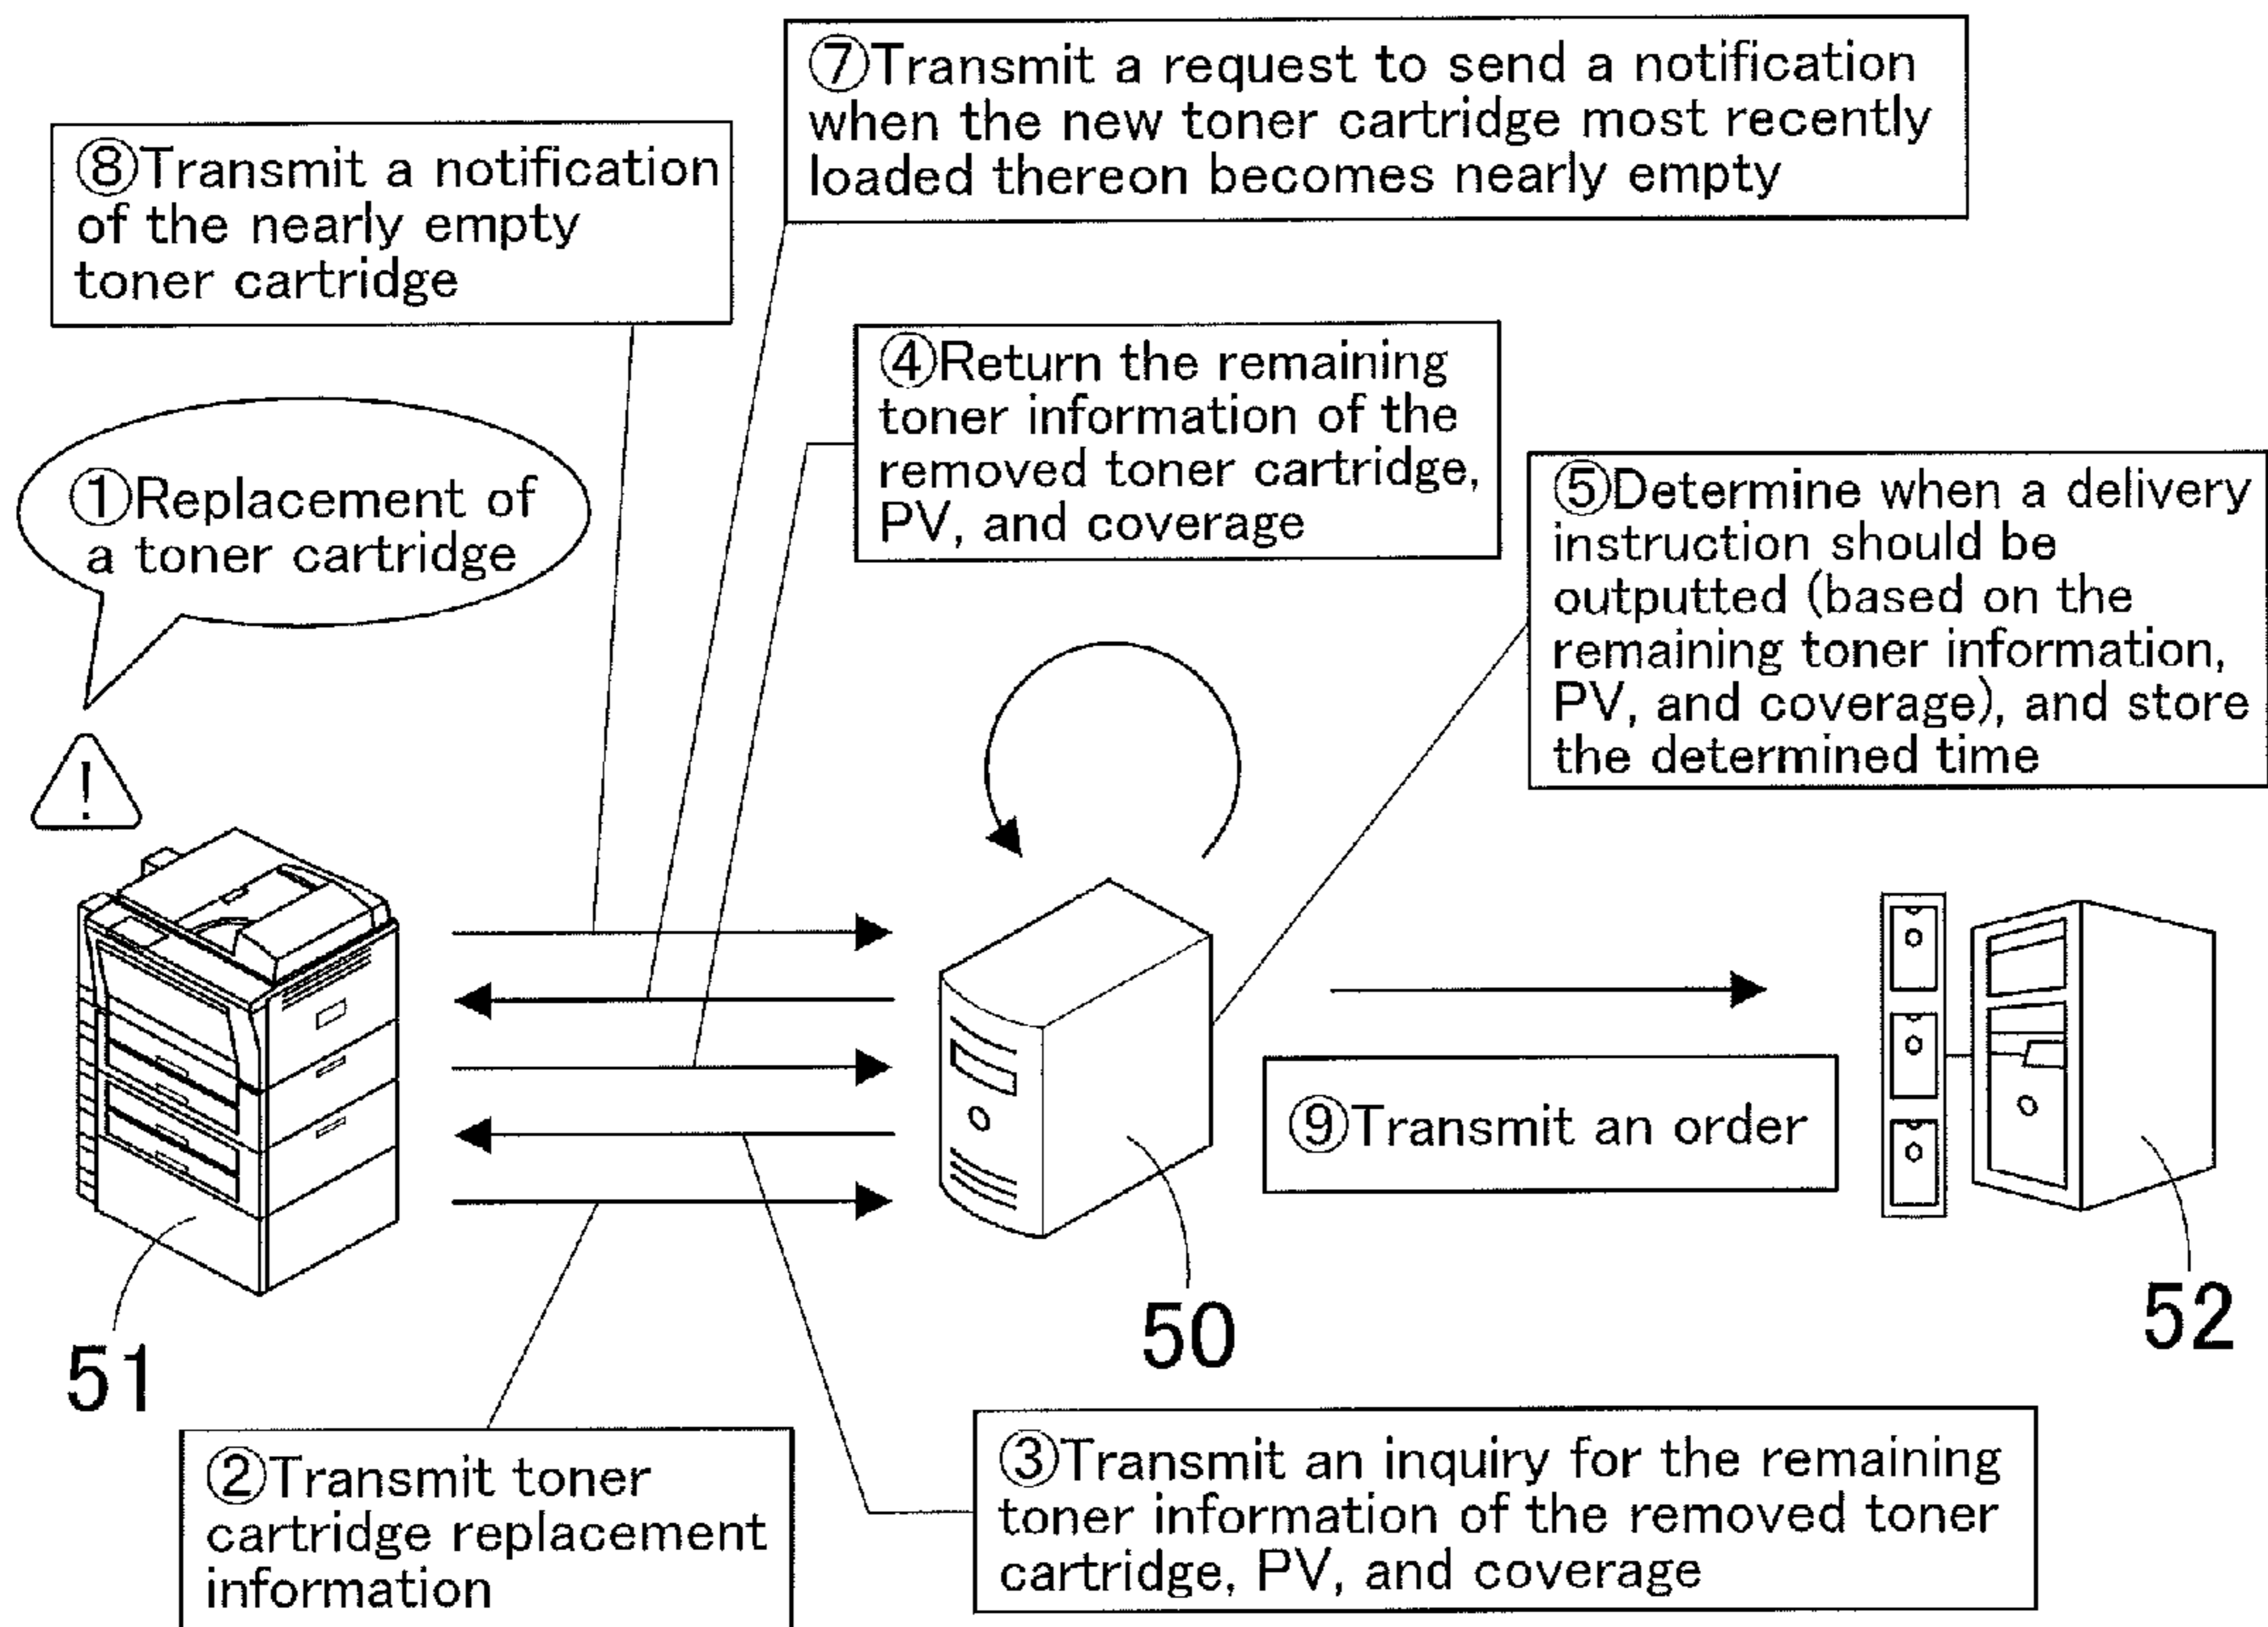 ⑦Transmit a request to send a notification
when the new toner cartridge most recently
loaded thereon becomes nearly empty
⑧Transmit a notification
of the nearly empty
toner cartridge
④Return the remaining
toner information of the
removed toner cartridge,
PV, and coverage
①Replacement of
a toner cartridge
⑤Determine when a delivery
instruction should be
outputted (based on the
remaining toner information,
PV, and coverage), and store
the determined time
!
⑨Transmit an order
51
50
52
②Transmit toner
cartridge replacement
information
③Transmit an inquiry for the remaining
toner information of the removed toner
cartridge, PV, and coverage